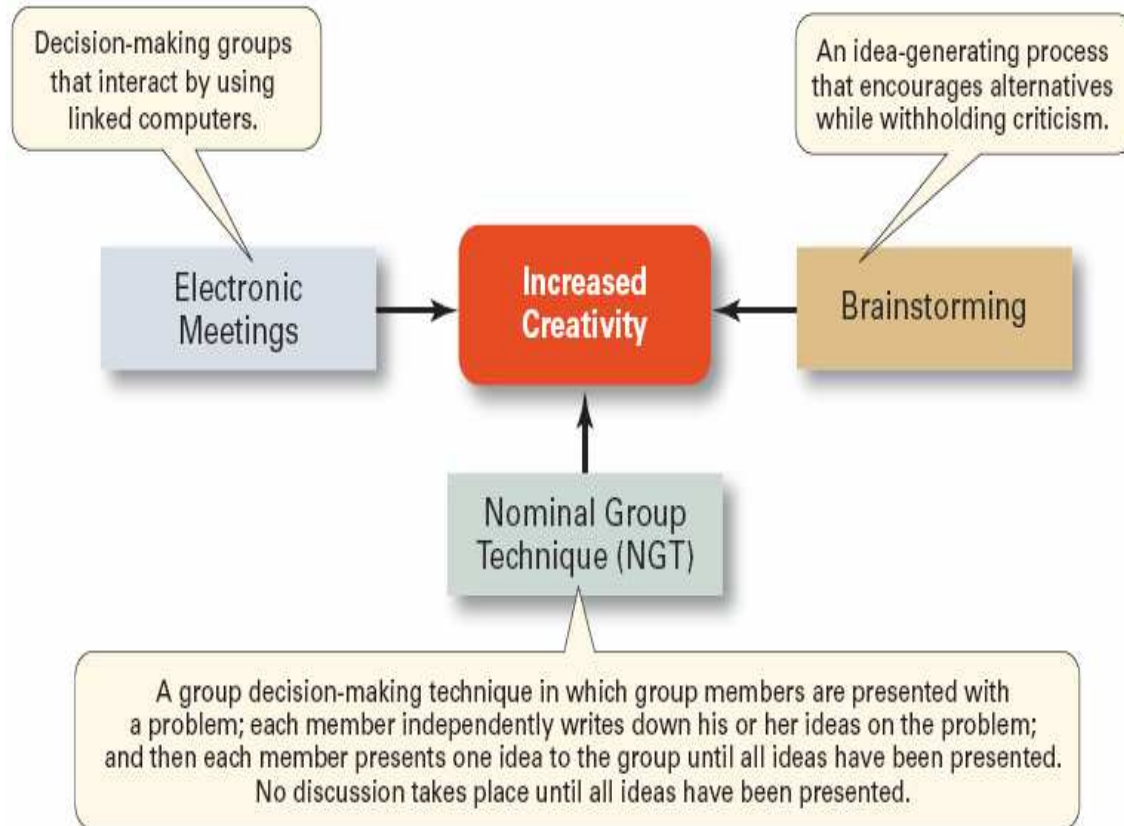 Decision-making groups
that interact by using
linked computers.
An idea-generating process
that encourages alternatives
while withholding criticism.
Electronic
Meetings
Increased
Creativity
Brainstorming
Nominal Group
Technique (NGT)
A group decision-making technique in which group members are presented with
a problem; each member independently writes down his or her ideas on the problem;
and then each member presents one idea to the group until all ideas have been presented.
No discussion takes place until all ideas have been presented.